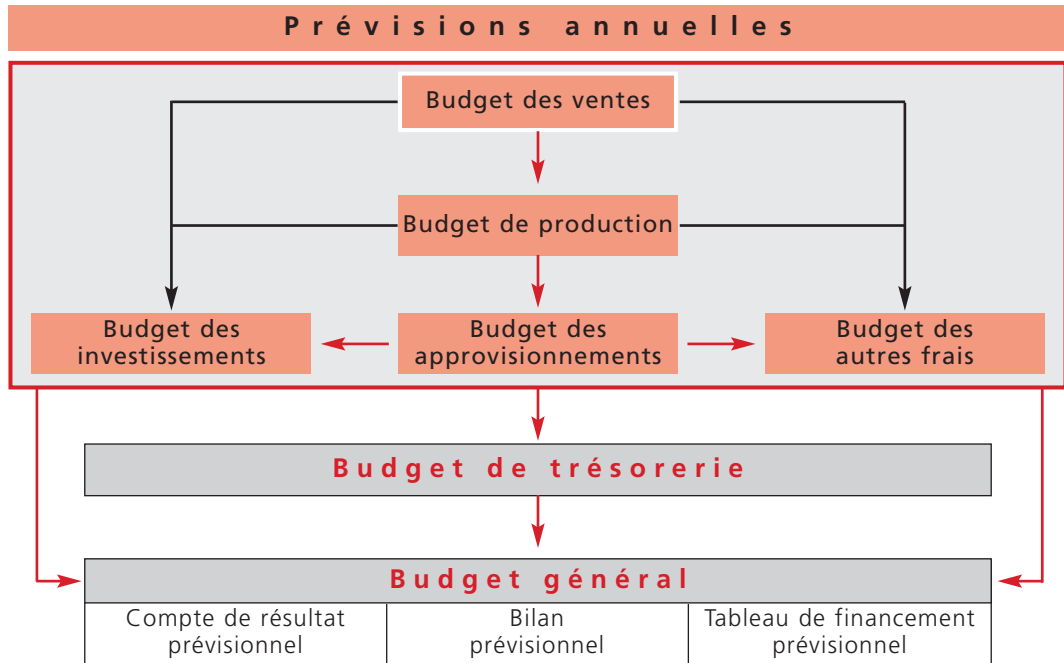 Prévisions annuelles
Budget des ventes
Budget de production
Budget des
investissements
Budget des
approvisionnements
Budget des
autres frais
Budget de trésorerie
Budget général
Compte de résultat
prévisionnel
Bilan
prévisionnel
Tableau de financement
prévisionnel